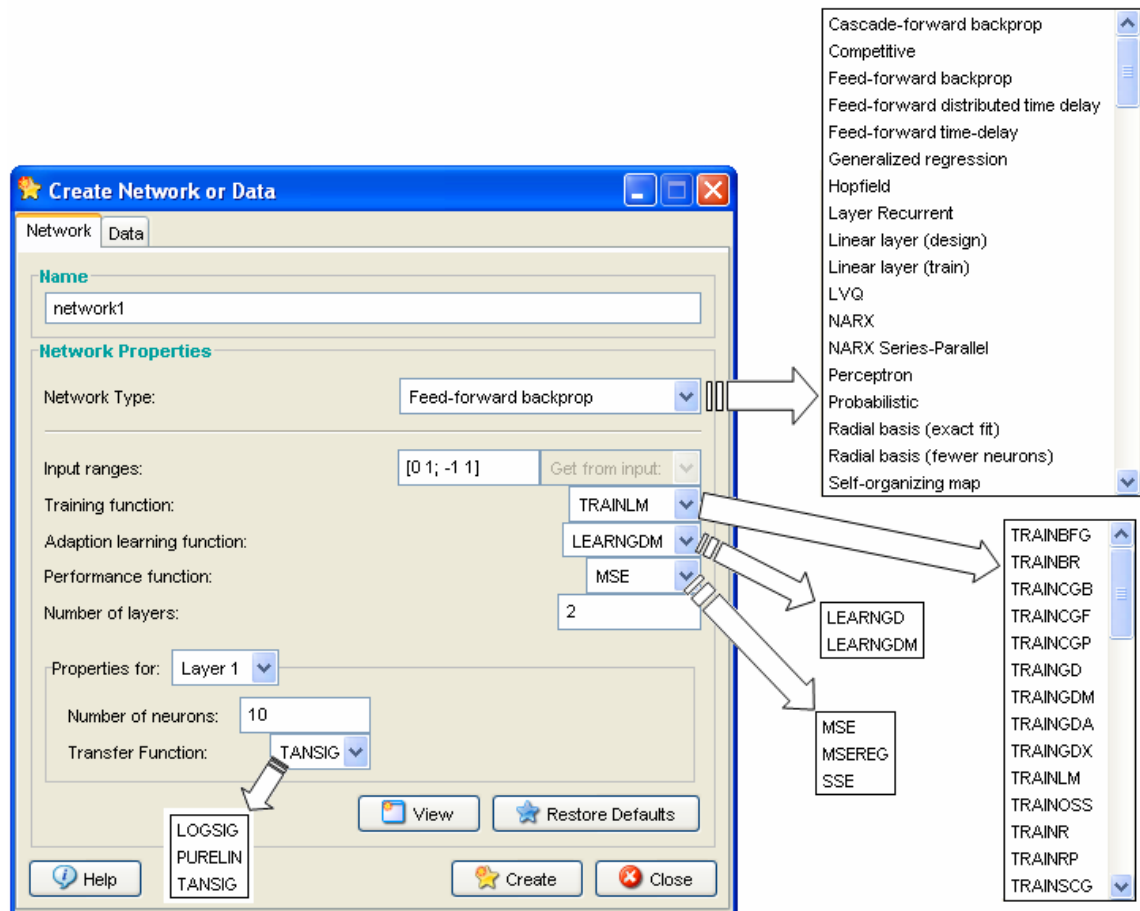 Create Network or Data
Network
Data
Name
network1
Network Properties
Network Type:
Feed-forward backprop
Input ranges:
[0 1; -1 1]
Get from input:
Training function:
TRAINLM
Adaption learning function:
LEARNGDM
Performance function:
MSE
Number of layers:
2
Properties for:
Layer 1
Number of neurons:
10
Transfer Function:
TANSIG
View
Restore Defaults
Help
Create
Close
LOGSIG
PURELIN
TANSIG
Cascade-forward backprop
Competitive
Feed-forward backprop
Feed-forward distributed time delay
Feed-forward time-delay
Generalized regression
Hopfield
Layer Recurrent
Linear layer (design)
Linear layer (train)
LVQ
NARX
NARX Series-Parallel
Perceptron
Probabilistic
Radial basis (exact fit)
Radial basis (fewer neurons)
Self-organizing map
LEARNGD
LEARNGDM
MSE
MSEREG
SSE
TRAINBFG
TRAINBR
TRAINCGB
TRAINCGF
TRAINCGP
TRAINGD
TRAINGDM
TRAINGDA
TRAINGDX
TRAINLM
TRAINOSS
TRAINR
TRAINRP
TRAINSCG